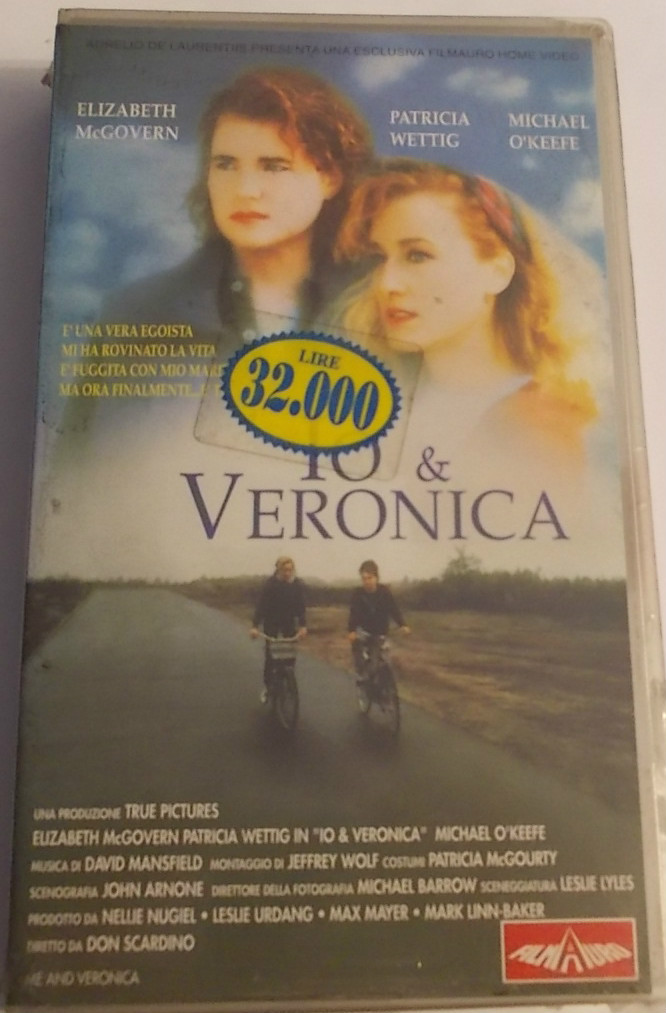 AURELIO DE LAURENTIIS PRESENTA UNA ESCLUSIVA FILMAURO HOME VIDEO
ELIZABETH
McGOVERN
PATRICIA
WETTIG
MICHAEL
O'KEEFE
E' UNA VERA EGOISTA
MI HA ROVINATO LA VITA
E' FUGGITA CON MIO
MA ORA FINALMENTE...
LIRE
32.000
IO &
VERONICA
UNA PRODUZIONE TRUE PICTURES
ELIZABETH McGOVERN PATRICIA WETTIG IN "IO & VERONICA" MICHAEL O'KEEFE
MUSICA DI DAVID MANSFIELD MONTAGGIO DI JEFFREY WOLF COSTUMI PATRICIA McGOURTY
SCENOGRAFIA JOHN ARNONE DIRETTORE DELLA FOTOGRAFIA MICHAEL BARROW SCENEGGIATURA LESLIE LYLES
PRODOTTO DA NELLIE NUGIEL • LESLIE URDANG • MAX MAYER • MARK LINN-BAKER
DIRETTO DA DON SCARDINO
ME AND VERONICA
FILMAURO